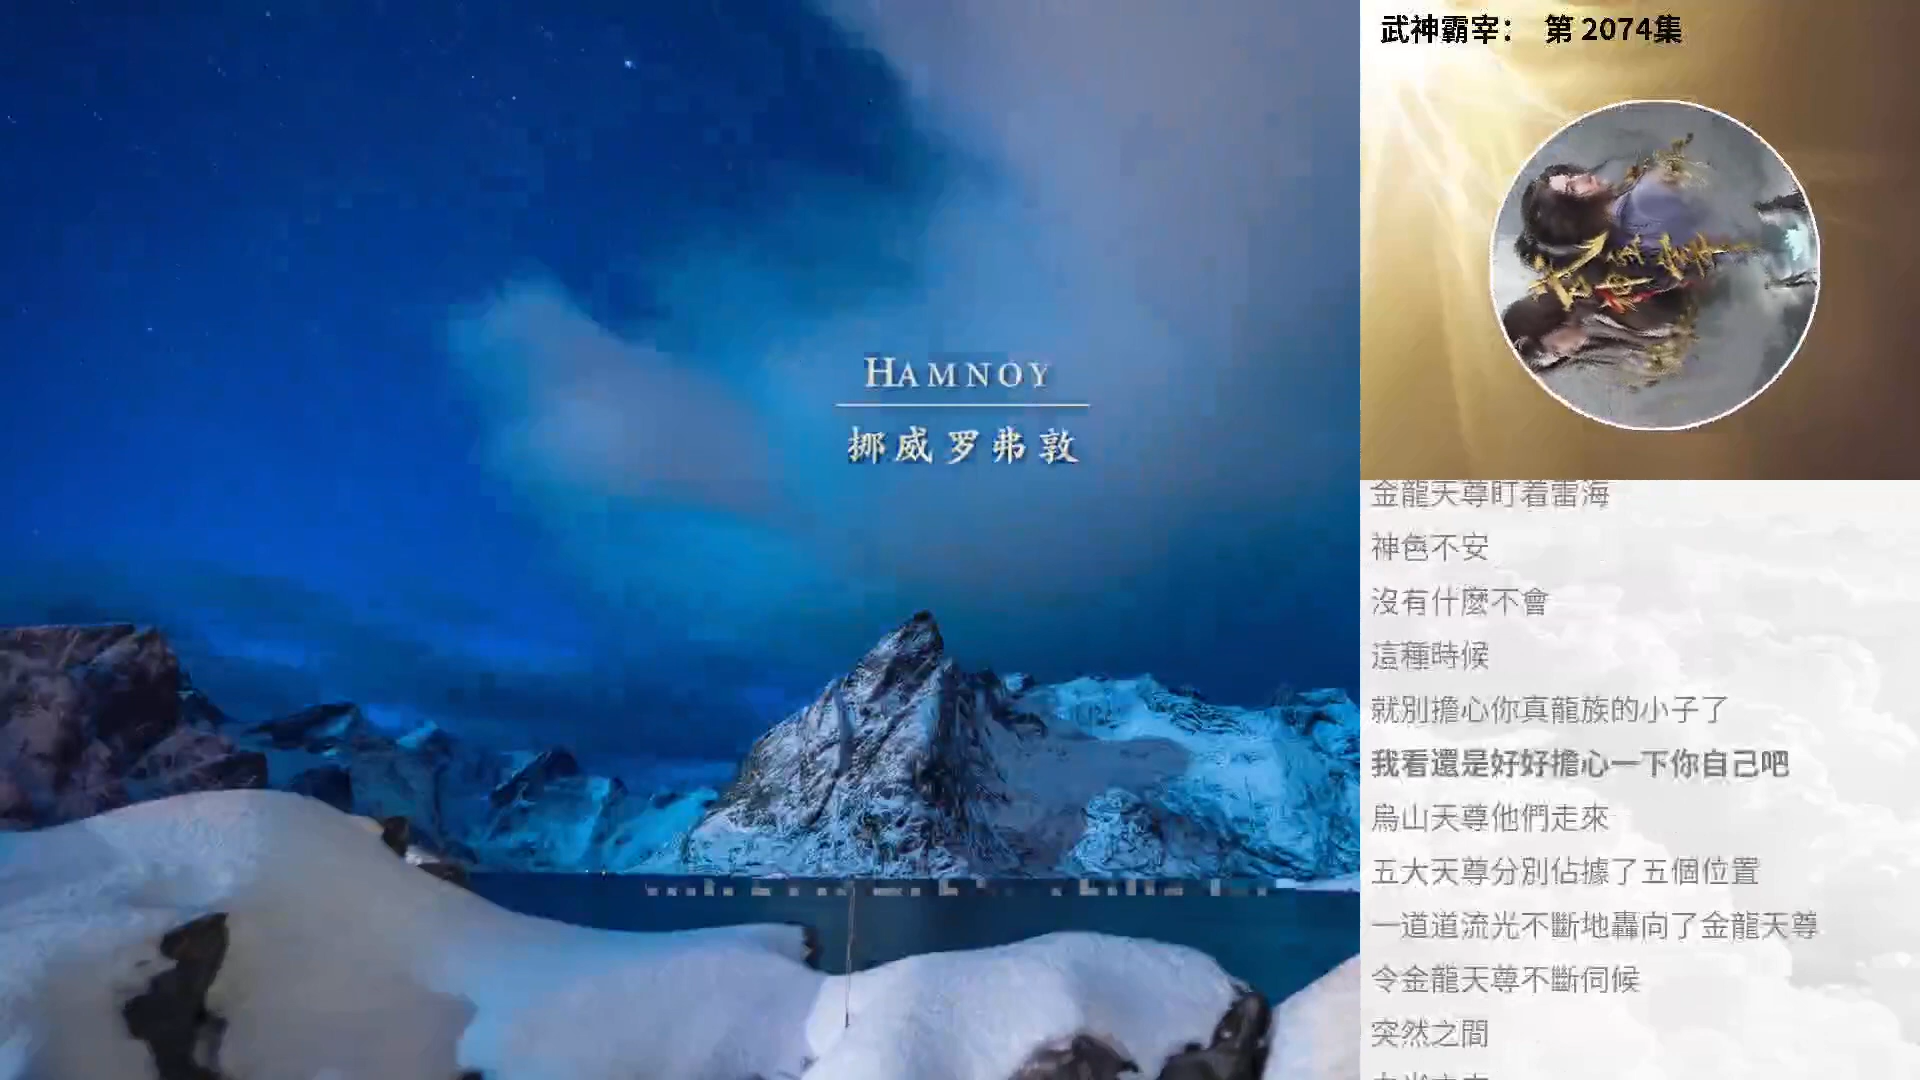 HAMNOY
挪威罗弗敦
武神霸宰： 第 2074集
金龍天尊盯着雷海
神色不安
沒有什麼不會
這種時候
就別擔心你真龍族的小子了
我看還是好好擔心一下你自己吧
烏山天尊他們走來
五大天尊分別佔據了五個位置
一道道流光不斷地轟向了金龍天尊
令金龍天尊不斷伺候
突然之間